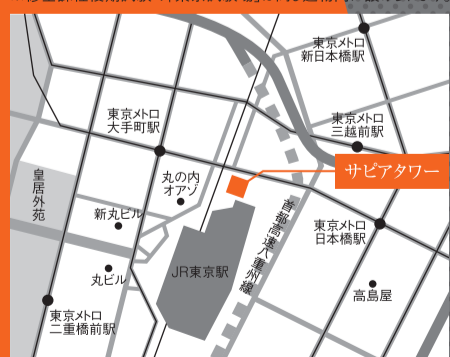 東京メトロ
新日本橋駅
東京メトロ
大手町駅
東京メトロ
三越前駅
サピアタワー
丸の内
オアゾ
皇居外苑
新丸ビル
首都高速八重州線
東京メトロ
日本橋駅
JR東京駅
丸ビル
高島屋
東京メトロ
二重橋前駅